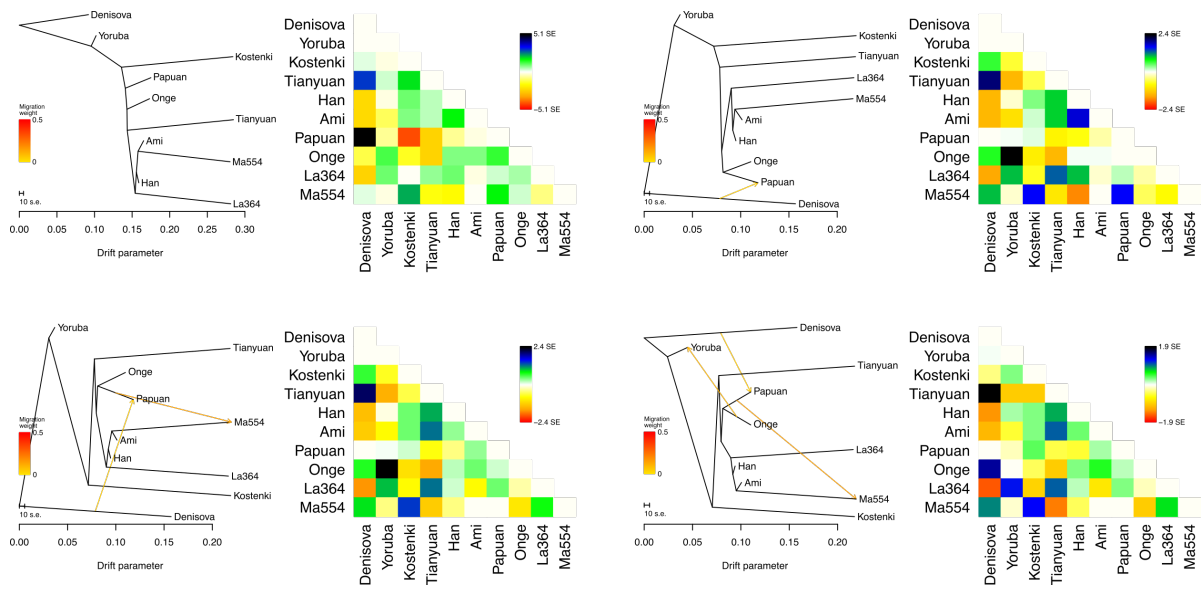 Denisova
Yoruba
Kostenki
Papuan
Onge
Tianyuan
Ami
Ma554
Han
La364
Migration
weight
0.5
0
10 s.e.
0.00 0.05 0.10 0.15 0.20 0.25 0.30
Drift parameter
Denisova
Yoruba
Kostenki
Tianyuan
Han
Ami
Papuan
Onge
La364
Ma554
Denisova Yoruba Kostenki Tianyuan Han Ami Papuan Onge La364 Ma554
5.1 SE
-5.1 SE
Yoruba
Kostenki
Tianyuan
La364
Ma554
Ami
Han
Onge
Papuan
Denisova
Migration
weight
0.5
0
10 s.e.
0.00 0.05 0.10 0.15 0.20
Drift parameter
Denisova
Yoruba
Kostenki
Tianyuan
Han
Ami
Papuan
Onge
La364
Ma554
Denisova Yoruba Kostenki Tianyuan Han Ami Papuan Onge La364 Ma554
2.4 SE
-2.4 SE
Yoruba
Tianyuan
Onge
Papuan
Ma554
Ami
Han
La364
Kostenki
Denisova
Migration
weight
0.5
0
10 s.e.
0.00 0.05 0.10 0.15 0.20
Drift parameter
Denisova
Yoruba
Kostenki
Tianyuan
Han
Ami
Papuan
Onge
La364
Ma554
Denisova Yoruba Kostenki Tianyuan Han Ami Papuan Onge La364 Ma554
2.4 SE
-2.4 SE
Denisova
Yoruba
Tianyuan
Papuan
Onge
La364
Han
Ami
Ma554
Kostenki
Migration
weight
0.5
0
10 s.e.
0.00 0.05 0.10 0.15 0.20
Drift parameter
Denisova
Yoruba
Kostenki
Tianyuan
Han
Ami
Papuan
Onge
La364
Ma554
Denisova Yoruba Kostenki Tianyuan Han Ami Papuan Onge La364 Ma554
1.9 SE
-1.9 SE